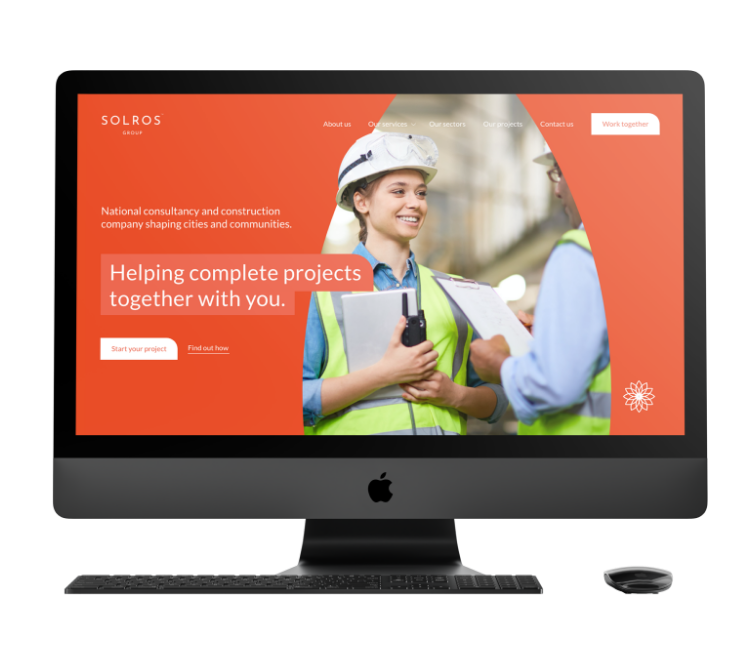 SOLROS
GROUP
About us
Our services
Our sectors
Our projects
Contact us
Work together
National consultancy and construction
company shaping cities and communities.
Helping complete projects
together with you.
Start your project
Find out how